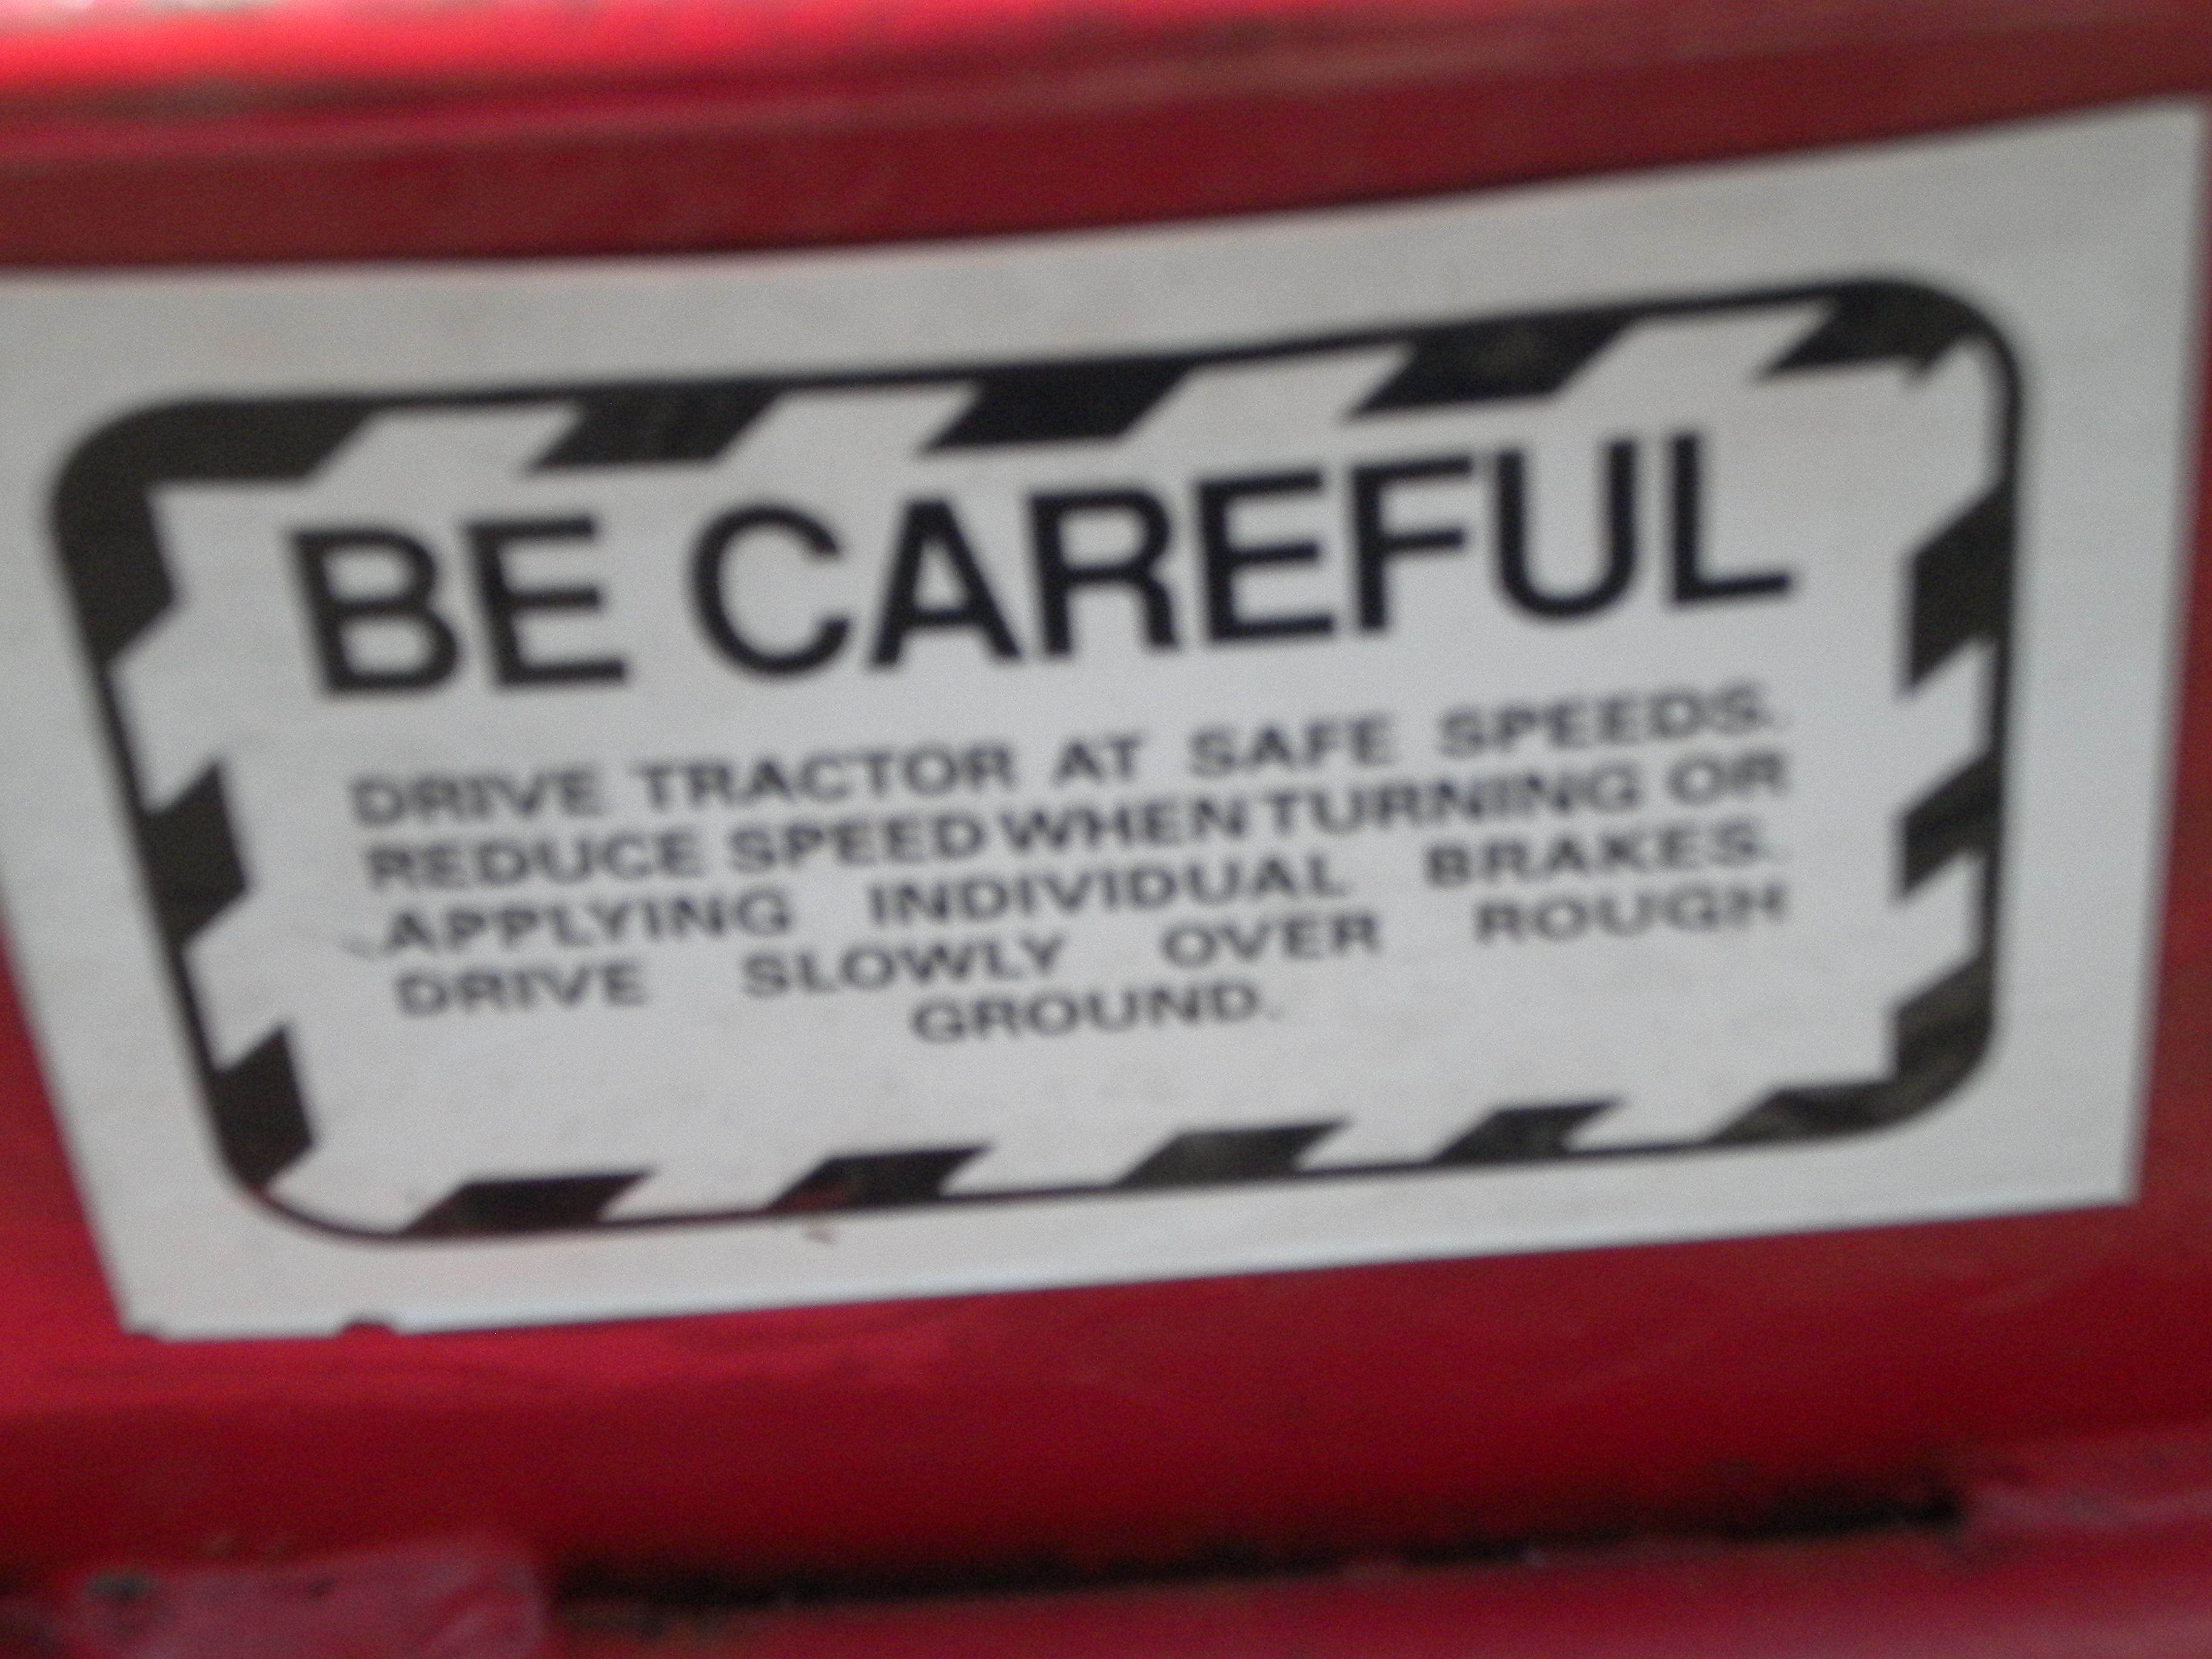 BE CAREFUL
DRIVE TRACTOR AT SAFE SPEEDS.
REDUCE SPEED WHEN TURNING OR
APPLYING INDIVIDUAL BRAKES.
DRIVE SLOWLY OVER ROUGH
GROUND.